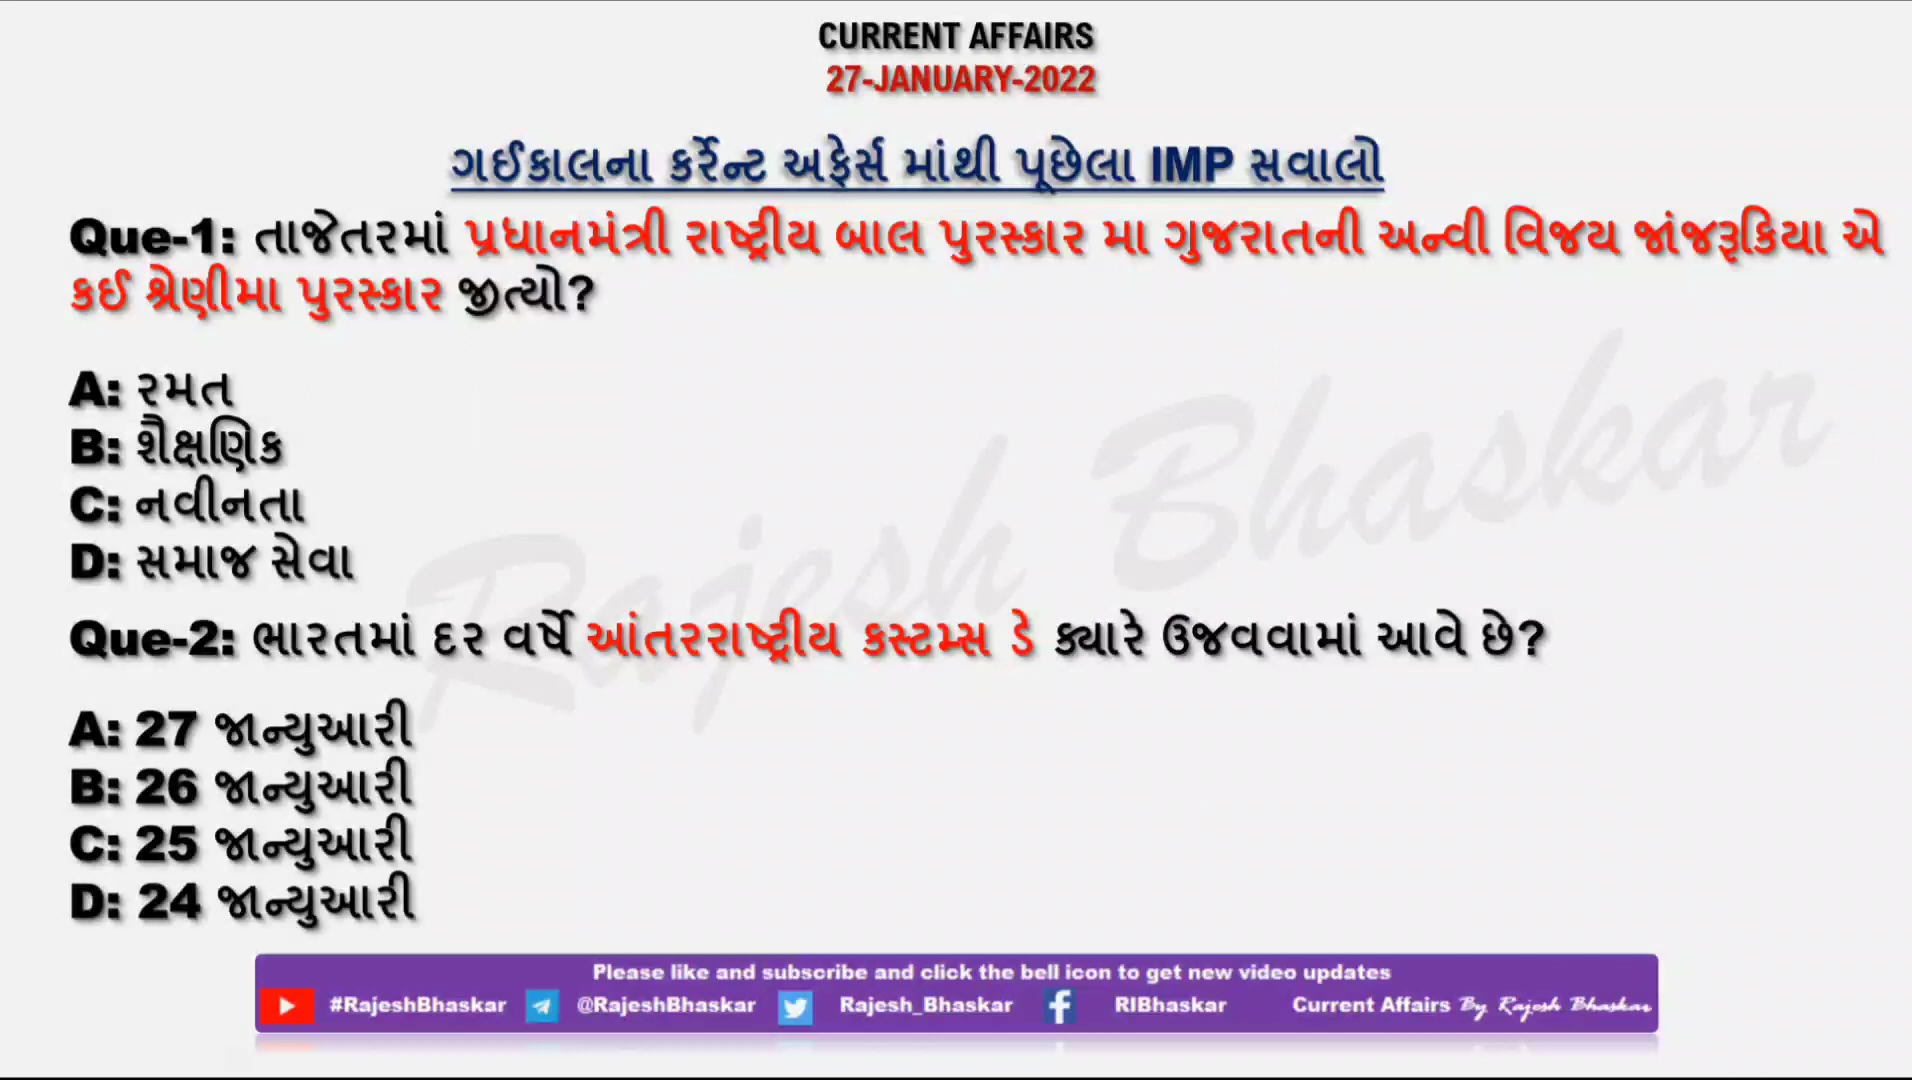 CURRENT AFFAIRS
27-JANUARY-2022
ગઈકાલના કર્રેન્ટ અફેર્સ માંથી પૂછેલા IMP સવાલો
Que-1: તાજેતરમાં પ્રધાનમંત્રી રાષ્ટ્રીય બાલ પુરસ્કાર મા ગુજરાતની અન્વી વિજય જાંજરૂકિયા એ
કઈ શ્રેણીમા પુરસ્કાર જીત્યો?
A: રમત
B: શૈક્ષણિક
C: નવીનતા
D: સમાજ સેવા
Rajesh Bhaskar
Que-2: ભારતમાં દર વર્ષે આંતરરાષ્ટ્રીય કસ્ટમ્સ ડે ક્યારે ઉજવવામાં આવે છે?
A: 27 જાન્યુઆરી
B: 26 જાન્યુઆરી
C: 25 જાન્યુઆરી
D: 24 જાન્યુઆરી
Please like and subscribe and click the bell icon to get new video updates
#RajeshBhaskar @RajeshBhaskar Rajesh_Bhaskar RIBhaskar Current Affairs By Rajesh Bhaskar